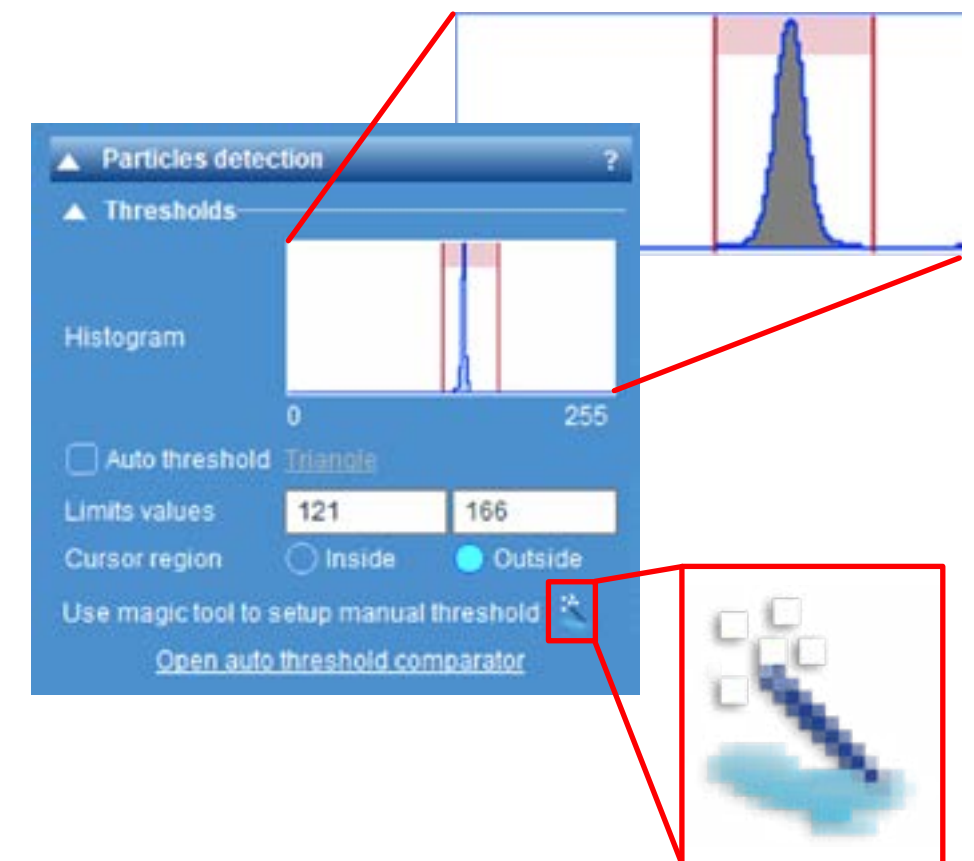 Particles detection ?
Thresholds
Histogram
0 255
Auto threshold Triangle
Limits values 121 166
Cursor region Inside Outside
Use magic tool to setup manual threshold
Open auto threshold comparator